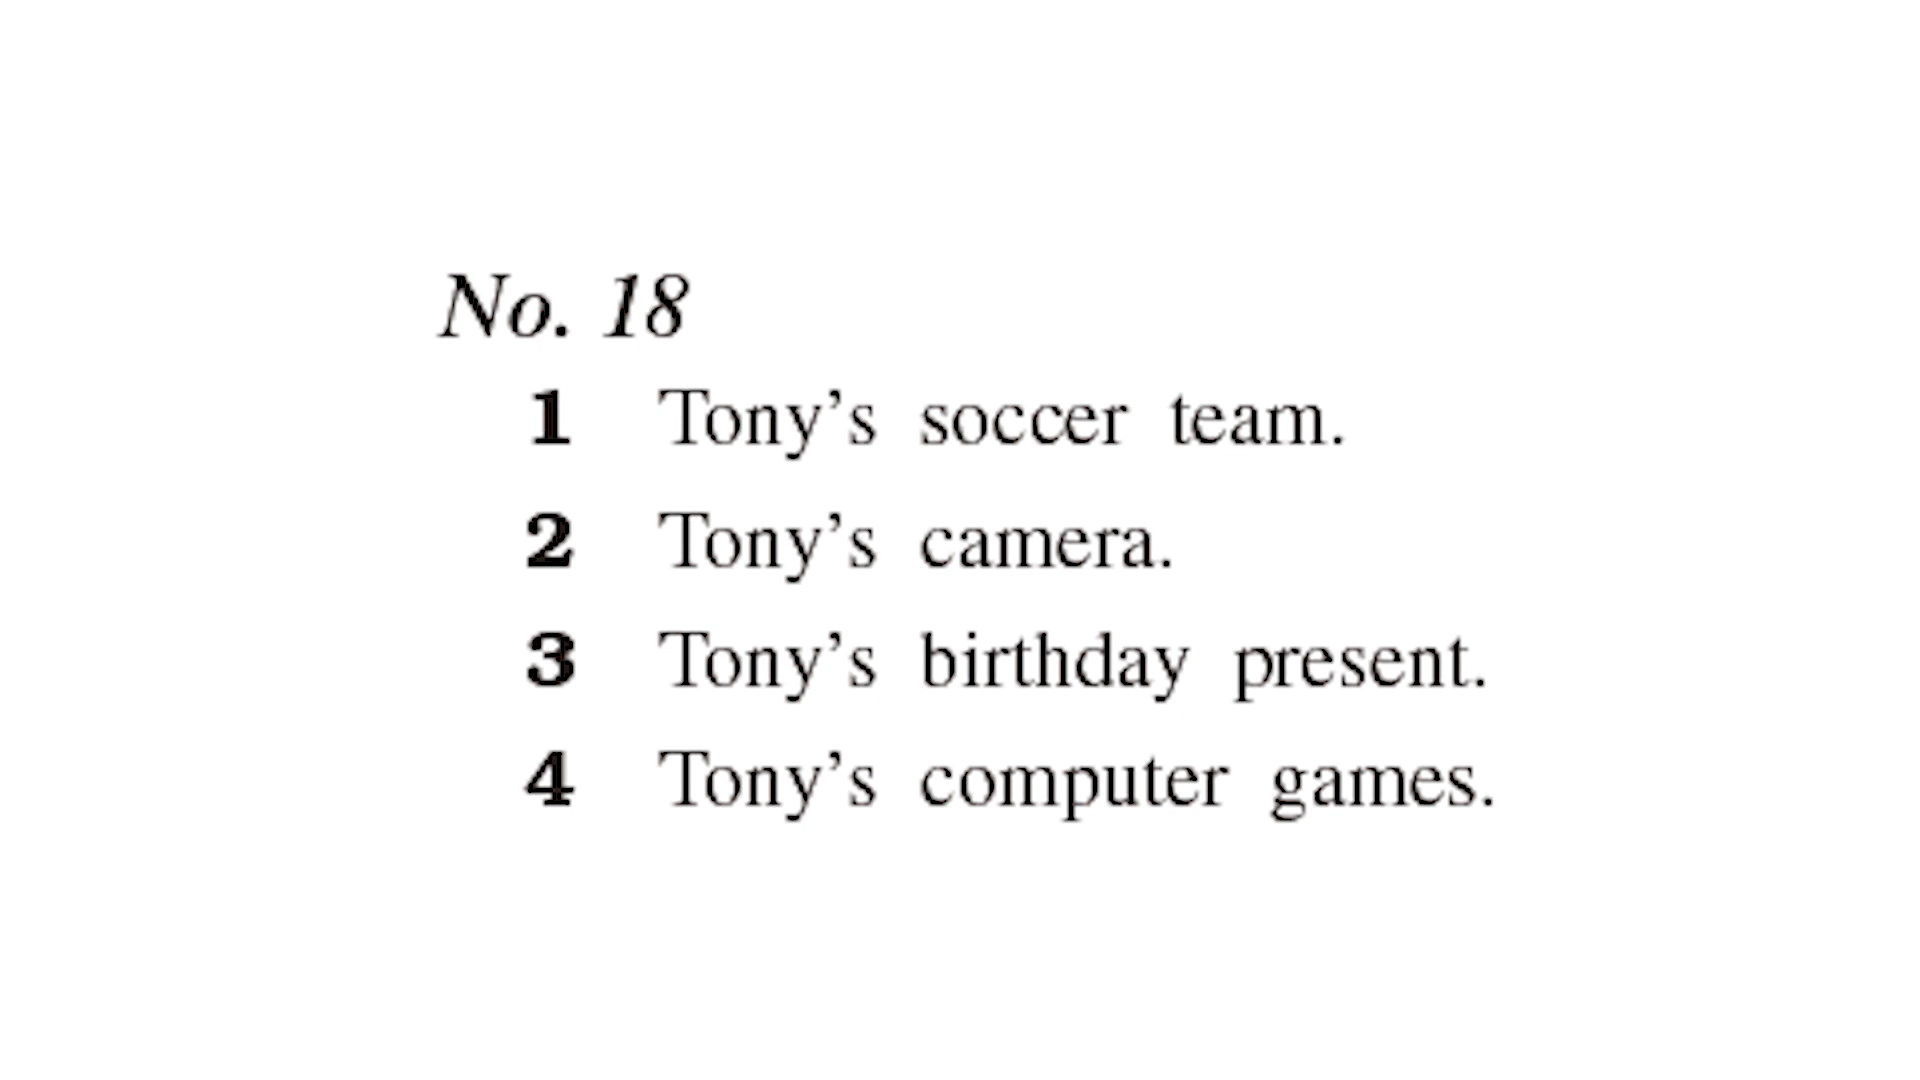 No. 18
1 Tony's soccer team.
2 Tony's camera.
3 Tony's birthday present.
4 Tony's computer games.